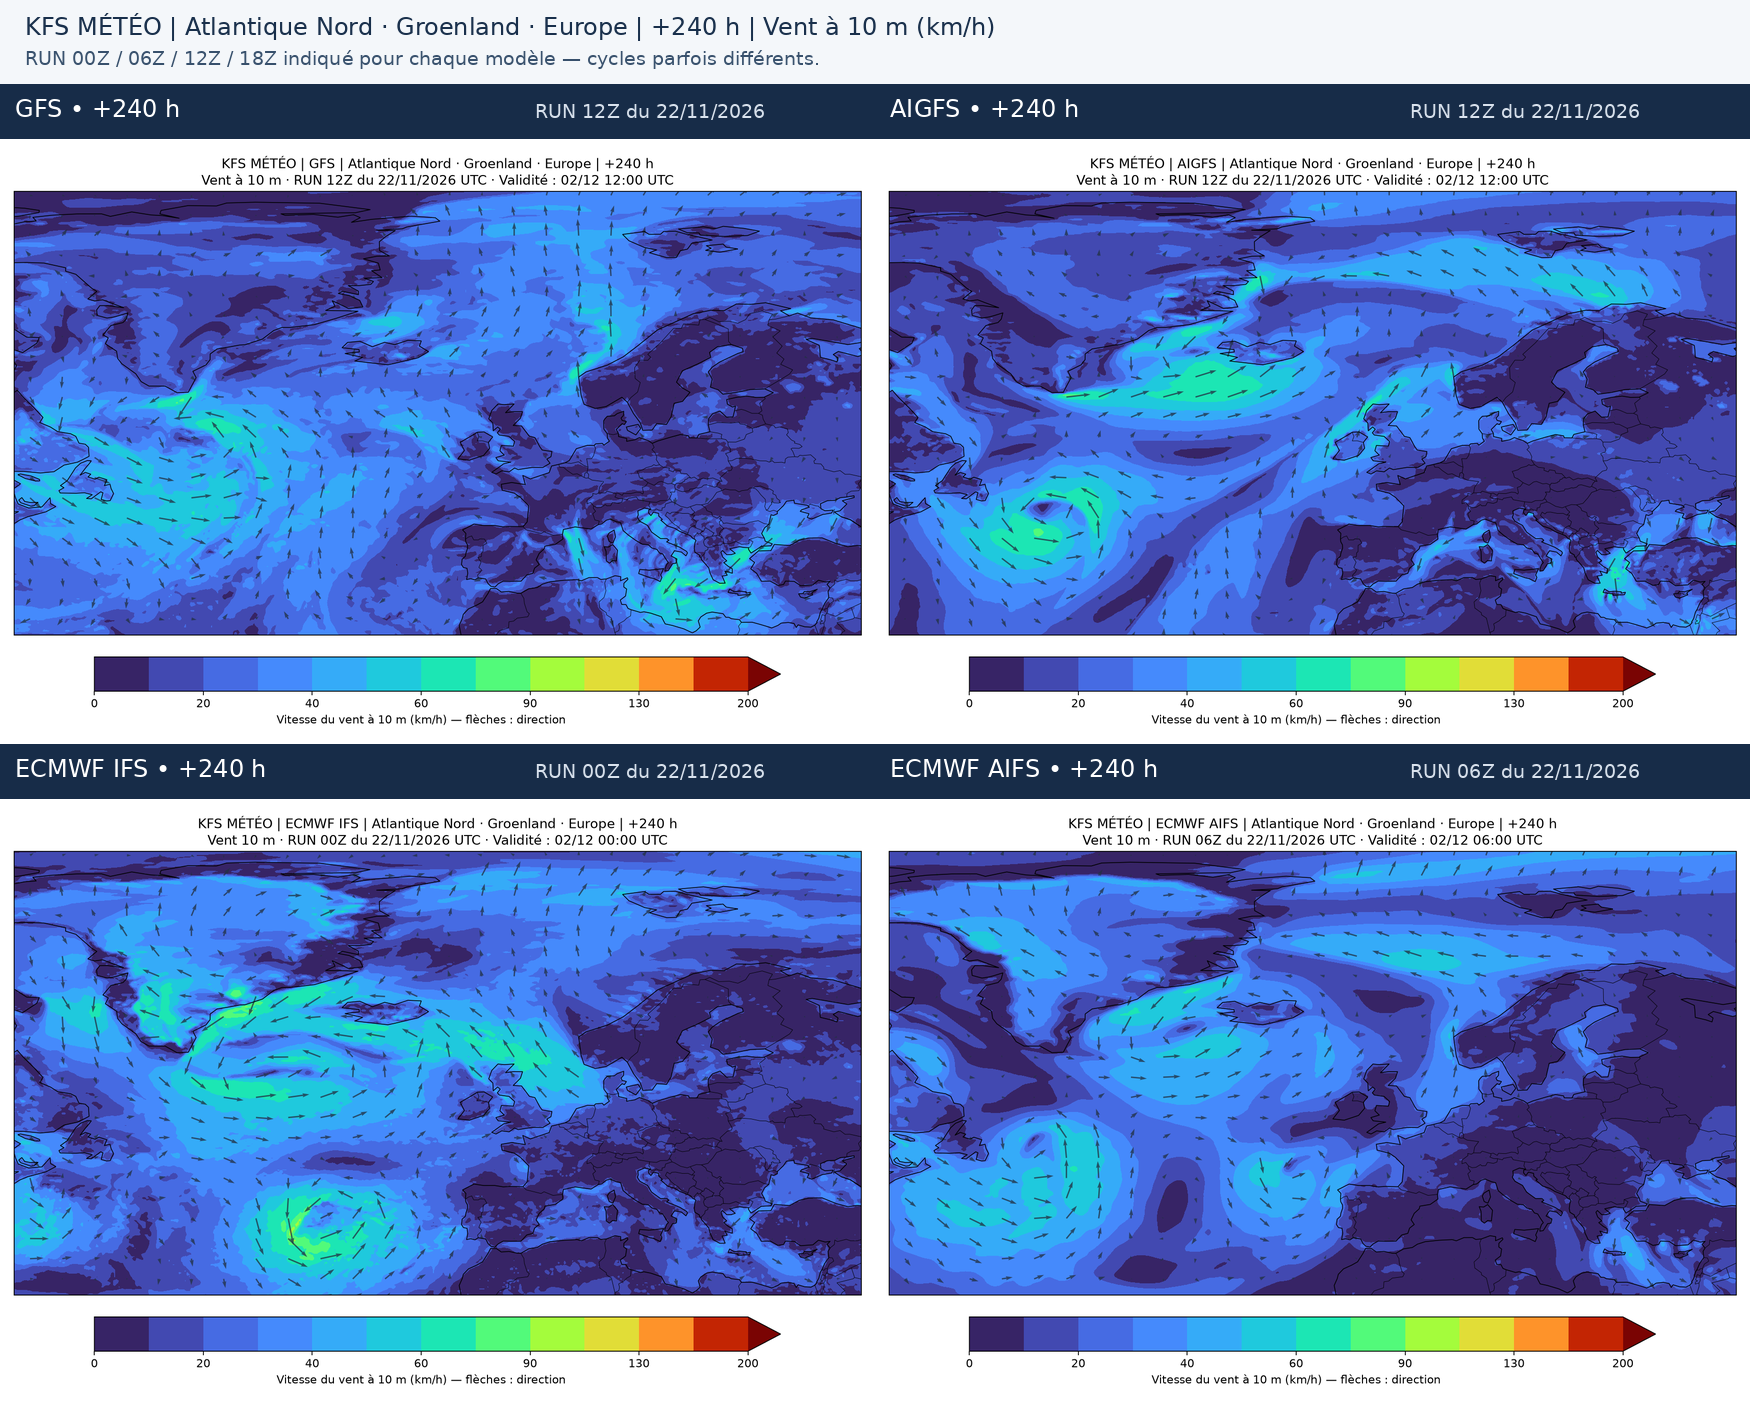 KFS MÉTÉO | Atlantique Nord · Groenland · Europe | +240 h | Vent à 10 m (km/h)
RUN 00Z / 06Z / 12Z / 18Z indiqué pour chaque modèle — cycles parfois différents.
GFS • +240 h RUN 12Z du 22/11/2026
KFS MÉTÉO | GFS | Atlantique Nord · Groenland · Europe | +240 h
Vent à 10 m · RUN 12Z du 22/11/2026 UTC · Validité : 02/12 12:00 UTC
0 20 40 60 90 130 200
Vitesse du vent à 10 m (km/h) — flèches : direction
AIGFS • +240 h RUN 12Z du 22/11/2026
KFS MÉTÉO | AIGFS | Atlantique Nord · Groenland · Europe | +240 h
Vent à 10 m · RUN 12Z du 22/11/2026 UTC · Validité : 02/12 12:00 UTC
0 20 40 60 90 130 200
Vitesse du vent à 10 m (km/h) — flèches : direction
ECMWF IFS • +240 h RUN 00Z du 22/11/2026
KFS MÉTÉO | ECMWF IFS | Atlantique Nord · Groenland · Europe | +240 h
Vent 10 m · RUN 00Z du 22/11/2026 UTC · Validité : 02/12 00:00 UTC
0 20 40 60 90 130 200
Vitesse du vent à 10 m (km/h) — flèches : direction
ECMWF AIFS • +240 h RUN 06Z du 22/11/2026
KFS MÉTÉO | ECMWF AIFS | Atlantique Nord · Groenland · Europe | +240 h
Vent 10 m · RUN 06Z du 22/11/2026 UTC · Validité : 02/12 06:00 UTC
0 20 40 60 90 130 200
Vitesse du vent à 10 m (km/h) — flèches : direction